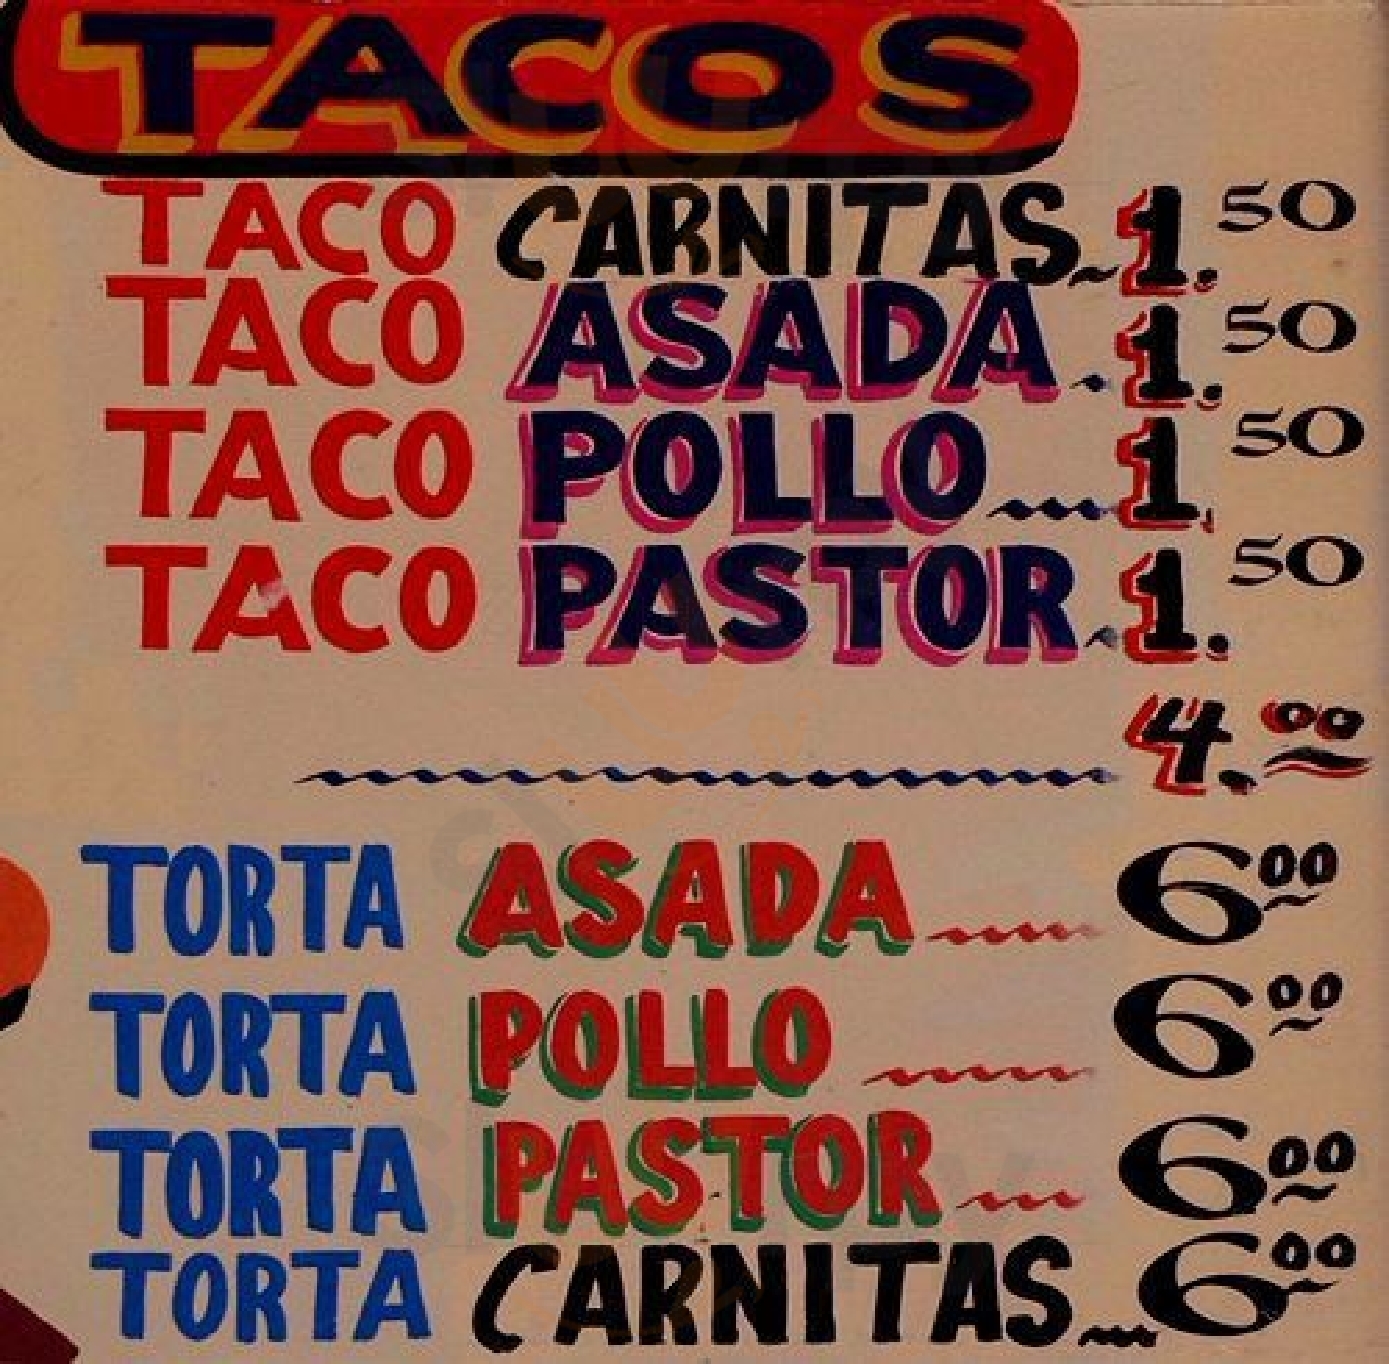 TACOS
TACO CARNITAS 1.50
TACO ASADA 1.50
TACO POLLO 1.50
TACO PASTOR 1.50
4.00
TORTA ASADA 6.00
TORTA POLLO 6.00
TORTA PASTOR 6.00
TORTA CARNITAS 6.00